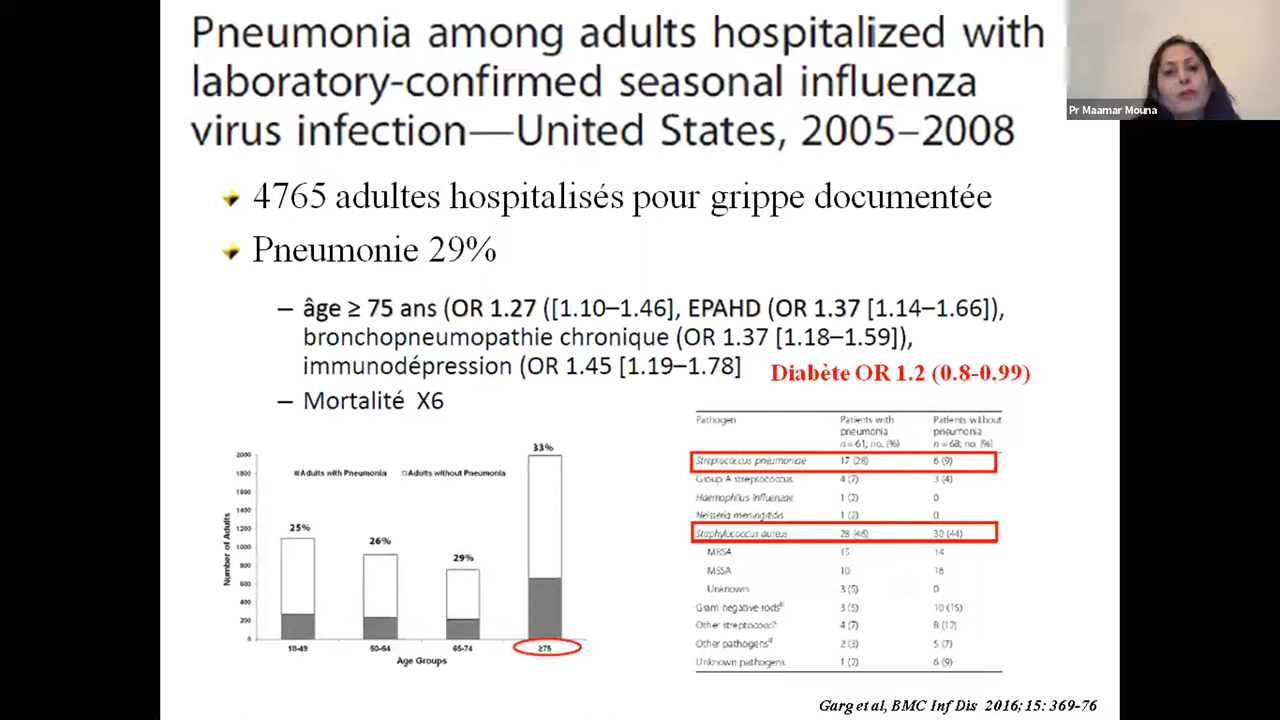 Pneumonia among adults hospitalized with
laboratory-confirmed seasonal influenza
virus infection—United States, 2005–2008
Pr Maamar Mouna
4765 adultes hospitalisés pour grippe documentée
Pneumonie 29%
– âge ≥ 75 ans (OR 1.27 ([1.10–1.46], EPAHD (OR 1.37 [1.14–1.66]),
bronchopneumopathie chronique (OR 1.37 [1.18–1.59]),
immunodépression (OR 1.45 [1.19–1.78]
Diabète OR 1.2 (0.8-0.99)
– Mortalité X6
Number of Adults
2000
1800
1600
1400
1200
1000
800
600
400
200
0
Adults with Pneumonia Adults without Pneumonia
25%
26%
29%
33%
18-49 50-64 65-74 ≥75
Age Groups
Pathogen Patients with pneumonia n = 61; no. (%) Patients without pneumonia n = 68; no. (%)
Streptococcus pneumoniae 17 (28) 6 (9)
Group A streptococcus 4 (7) 3 (4)
Haemophilus influenzae 1 (2) 0
Neisseria meningitidis 1 (2) 0
Staphylococcus aureus 28 (46) 30 (44)
MRSA 15 14
MSSA 10 16
Unknown 3 (5) 0
Gram negative rods 3 (5) 10 (15)
Other streptococci 4 (7) 8 (12)
Other pathogens 2 (3) 5 (7)
Unknown pathogens 1 (2) 6 (9)
Garg et al, BMC Inf Dis 2016; 15: 369-76